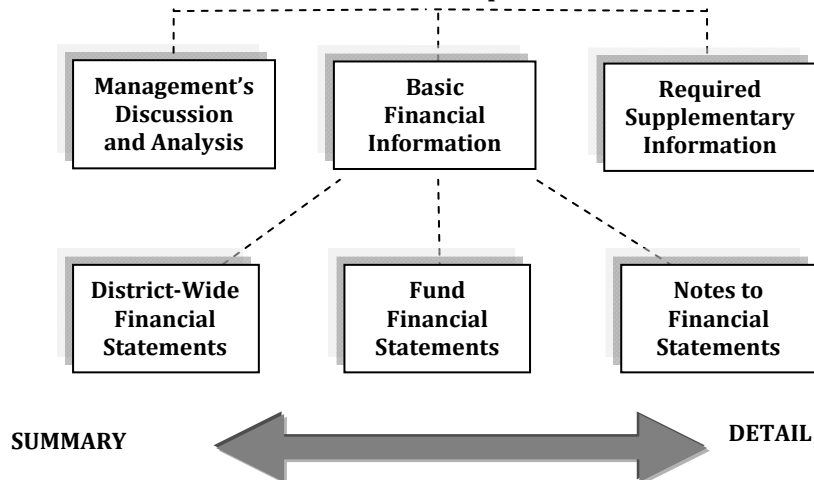 Management’s
Discussion
and Analysis
Basic
Financial
Information
Required
Supplementary
Information
District-Wide
Financial
Statements
Fund
Financial
Statements
Notes to
Financial
Statements
SUMMARY
DETAIL